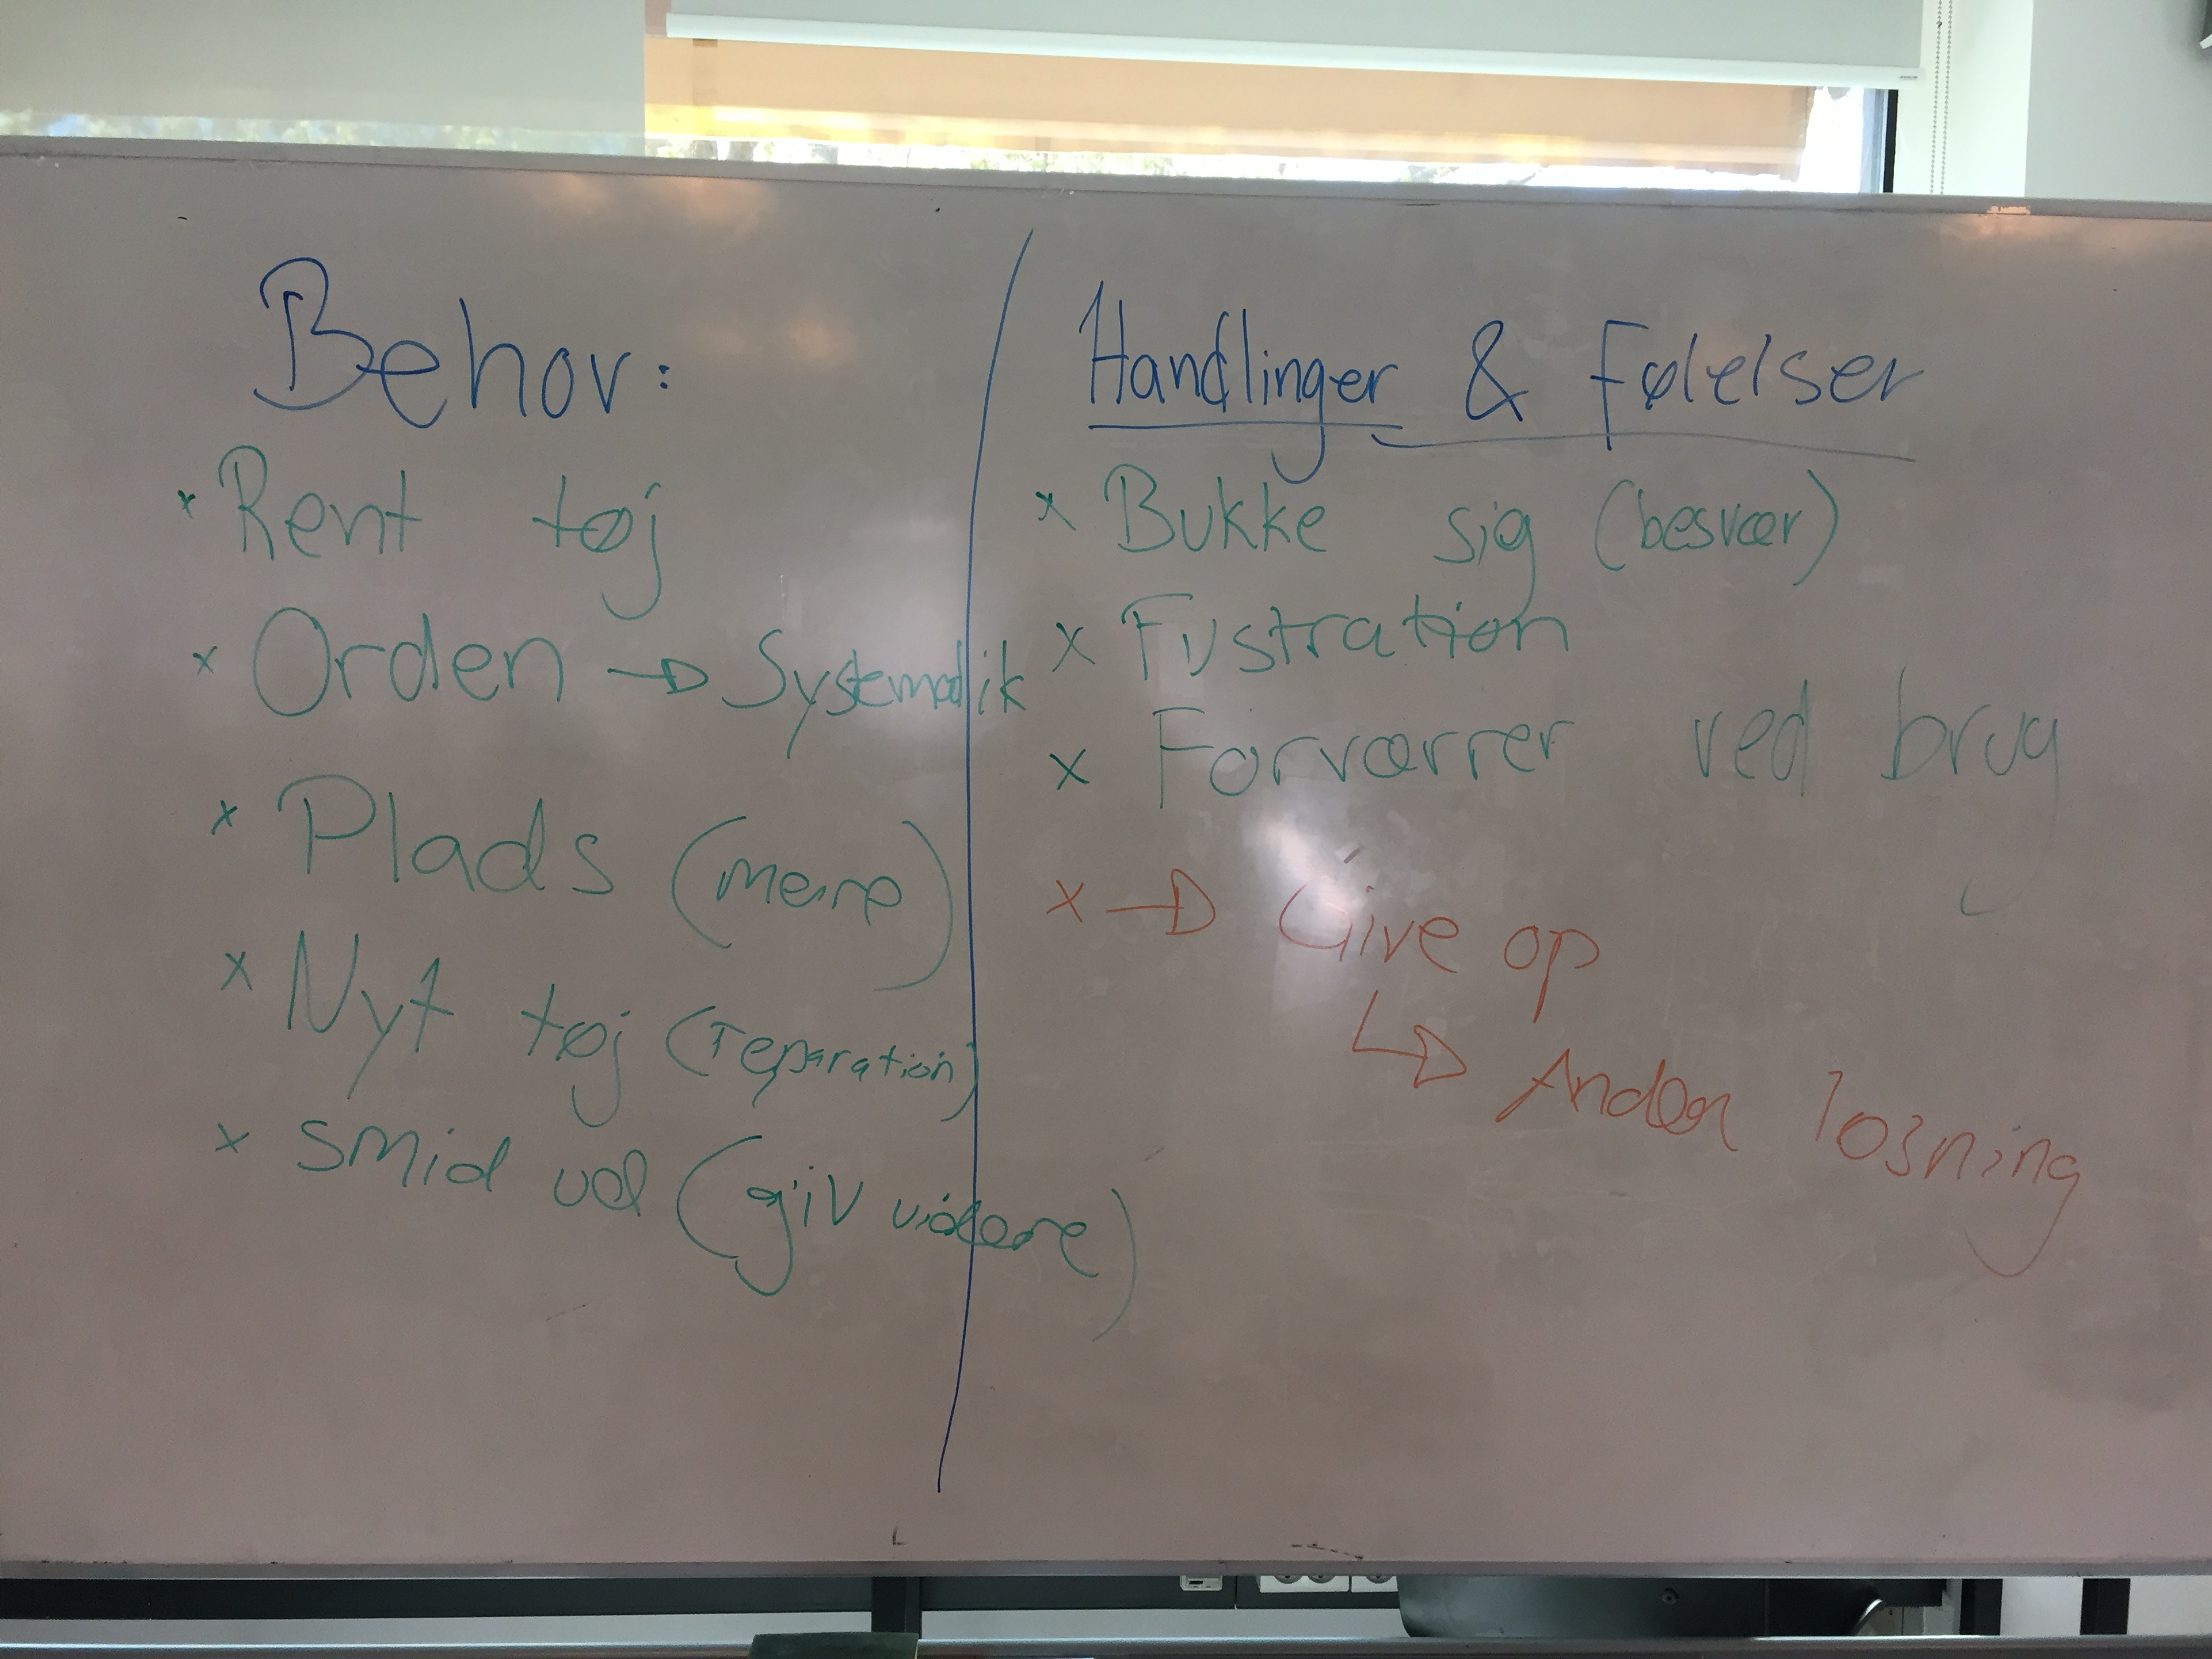 Behov:
x Rent tøj
x Orden → Systematik
x Plads (mere)
x Nyt tøj (reparation)
x smid ud (giv videre)
Handlinger & Følelser
x Bukke sig (besvær)
x Fustration
x Forværrer ved brug
x → Give op
↳ Anden løsning